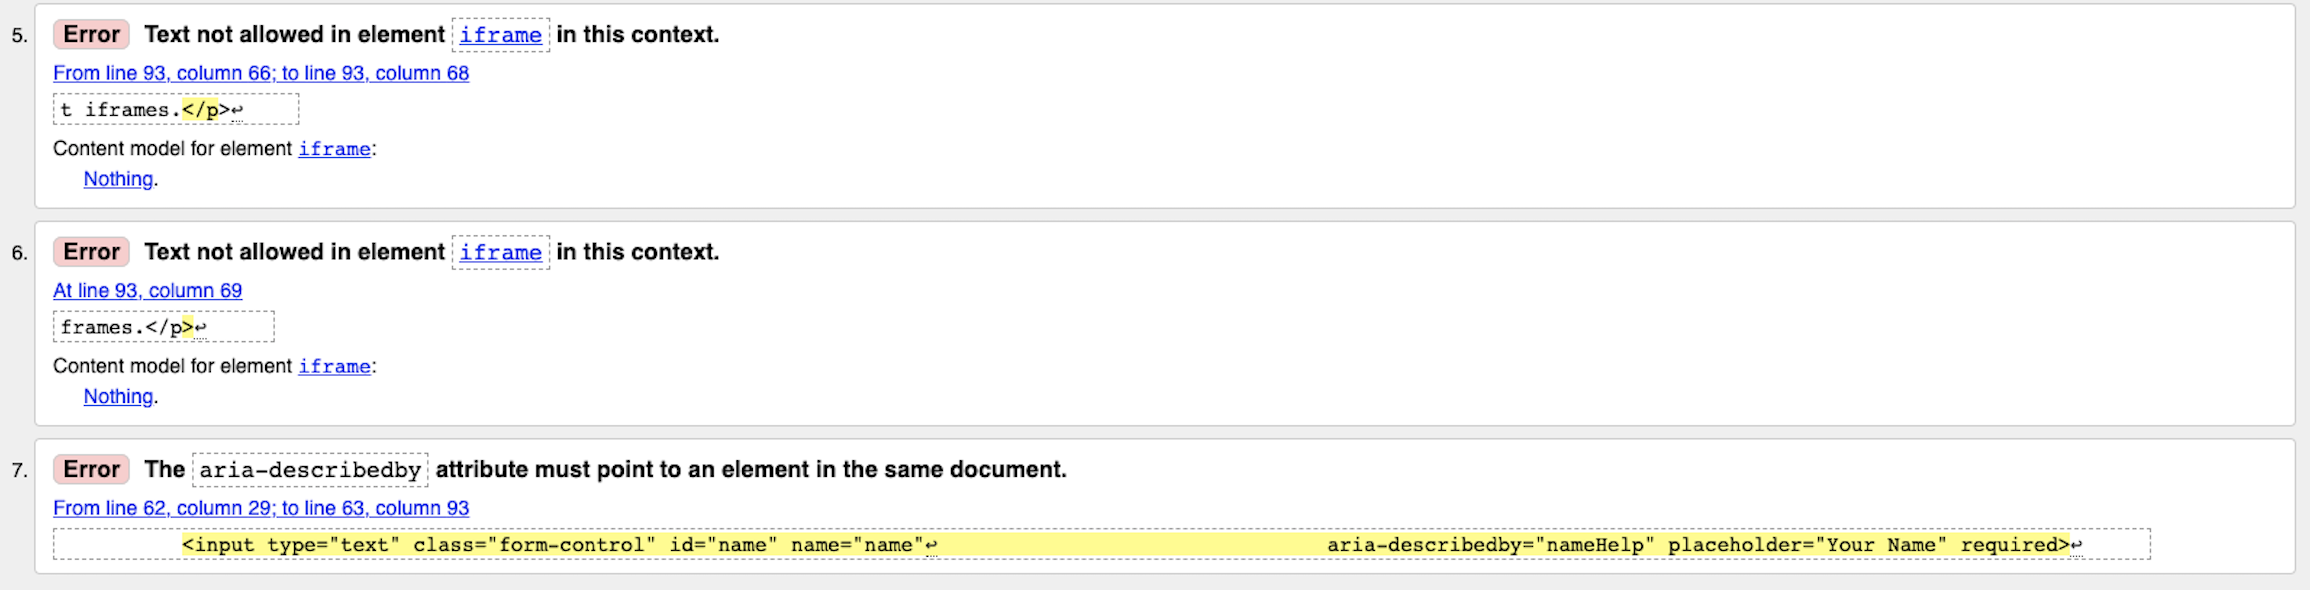 5. Error Text not allowed in element iframe in this context.
From line 93, column 66; to line 93, column 68
t iframes.</p>↩
Content model for element iframe:
Nothing.
6. Error Text not allowed in element iframe in this context.
At line 93, column 69
frames.</p>↩
Content model for element iframe:
Nothing.
7. Error The aria-describedby attribute must point to an element in the same document.
From line 62, column 29; to line 63, column 93
<input type="text" class="form-control" id="name" name="name"↩ aria-describedby="nameHelp" placeholder="Your Name" required>↩